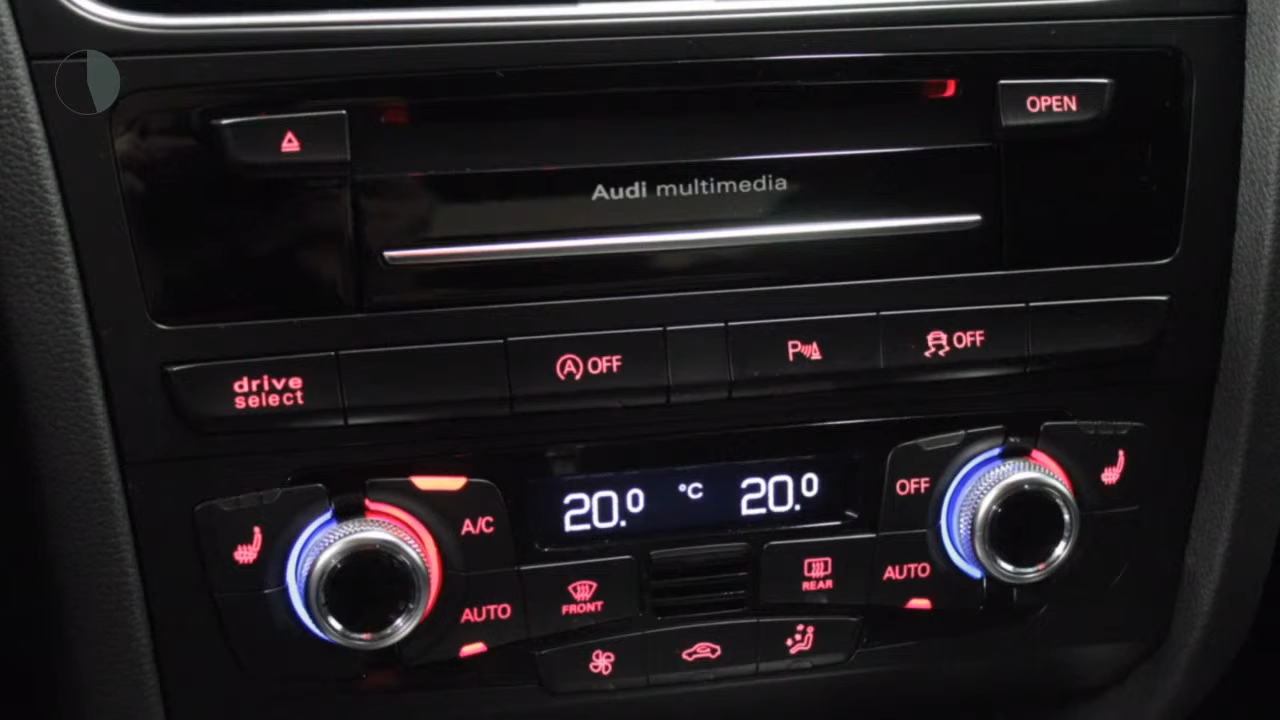 OPEN
Audi multimedia
drive
select
A OFF
P
OFF
20.0 °C 20.0
OFF
A/C
AUTO
AUTO
FRONT
REAR